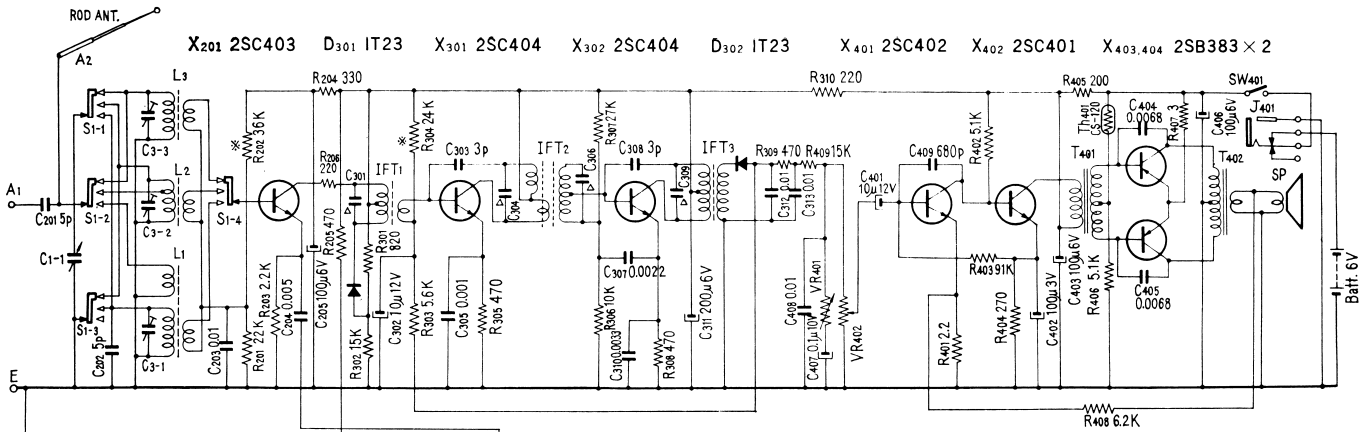 ROD ANT.
A2
X201 2SC403
D301 IT23
X301 2SC404
X302 2SC404
D302 IT23
X401 2SC402
X402 2SC401
X403,404 2SB383 × 2
L3
S1-1
C3-3
L2
S1-2
C3-2
L1
S1-3
C3-1
S1-4
A1
C201 5p
C1-1
C202 5p
E
※
R202 36K
R204 330
R206
220
R205 470
R203 2.2K
C204 0.005
C203 0.01
R201 22K
C205 100μ6V
C301
IFT1
R301
820
R302 15K
C302 10μ12V
※
R304 24K
R303 5.6K
C303 3p
C305 0.001
R305 470
C304
IFT2
C306
R307 27K
C308 3p
C307 0.0022
R306 10K
C310 0.0033
R308 470
C309
IFT3
C311 200μ6V
R309 470
C312 0.01
C313 0.01
R310 220
R409 15K
C408 0.01
C407 0.1μ10V
VR401
VR402
C401
10μ12V
C409 680p
R401 2.2
R402 5.1K
R403 91K
R404 270
C402 100μ3V
C403 100μ6V
R405 200
Th401
CS-120
T401
R406 5.1K
C404
0.0068
C405
0.0068
R407 3
C406
100μ6V
T402
SW401
J401
SP
Batt. 6V
R408 6.2K